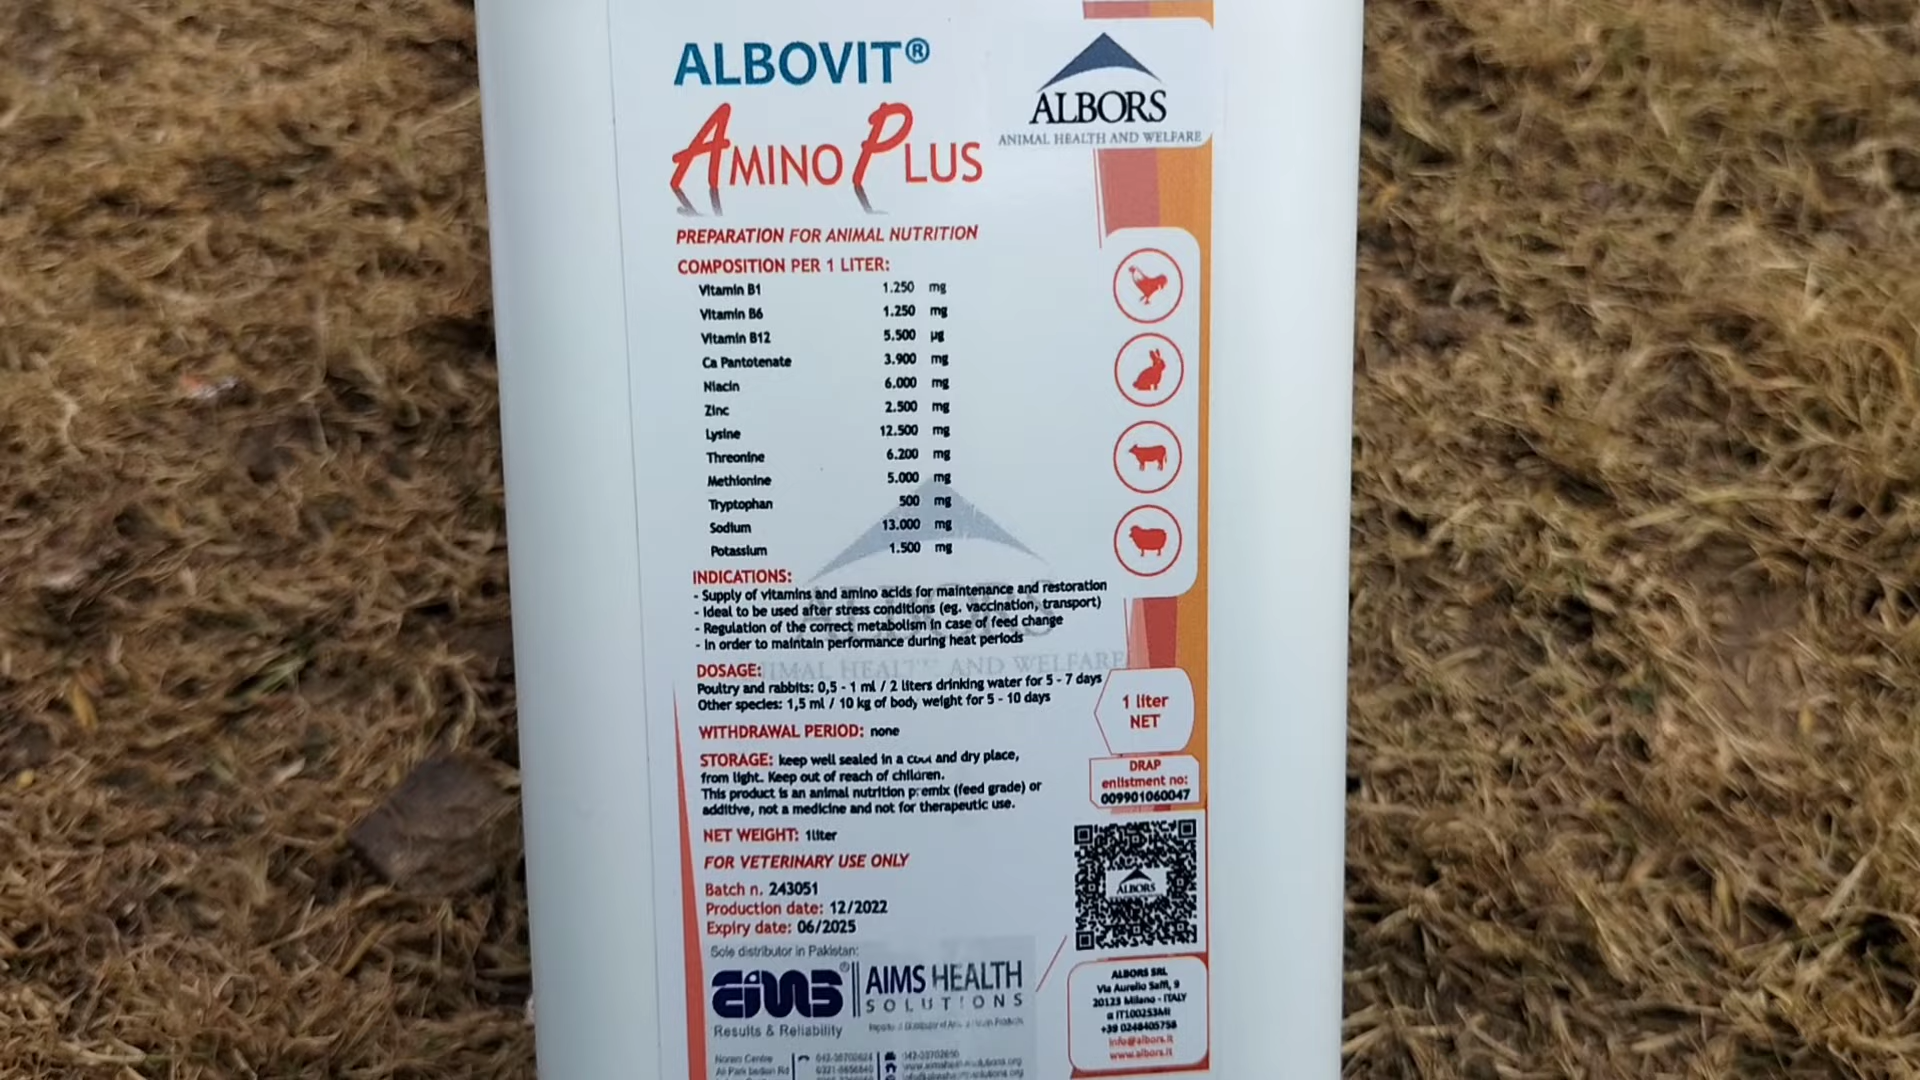 ALBOVIT®
AMINO PLUS
ALBORS
ANIMAL HEALTH AND WELFARE
PREPARATION FOR ANIMAL NUTRITION
COMPOSITION PER 1 LITER:
Vitamin B1 1.250 mg
Vitamin B6 1.250 mg
Vitamin B12 5.500 µg
Ca Pantotenate 3.900 mg
Niacin 6.000 mg
Zinc 2.500 mg
Lysine 12.500 mg
Threonine 6.200 mg
Methionine 5.000 mg
Tryptophan 500 mg
Sodium 13.000 mg
Potassium 1.500 mg
INDICATIONS:
- Supply of vitamins and amino acids for maintenance and restoration
- Ideal to be used after stress conditions (eg. vaccination, transport)
- Regulation of the correct metabolism in case of feed change
- In order to maintain performance during heat periods
DOSAGE:
Poultry and rabbits: 0,5 - 1 ml / 2 liters drinking water for 5 - 7 days
Other species: 1,5 ml / 10 kg of body weight for 5 - 10 days
WITHDRAWAL PERIOD: none
STORAGE: keep well sealed in a cool and dry place,
from light. Keep out of reach of children.
This product is an animal nutrition premix (feed grade) or
additive, not a medicine and not for therapeutic use.
NET WEIGHT: 1liter
FOR VETERINARY USE ONLY
Batch n. 243051
Production date: 12/2022
Expiry date: 06/2025
1 liter
NET
DRAP
enlistment no:
009901060047
ALBORS
Sole distributor in Pakistan:
aims®
Results & Reliability
AIMS HEALTH
SOLUTIONS
ALBORS SRL
Via Aurelio Saffi, 9
20123 Milano - ITALY
α IT100253MI
+39 0248405758
info@albors.it
www.albors.it
ALBORS
ANIMAL HEALTH AND WELFARE
Noran Centre